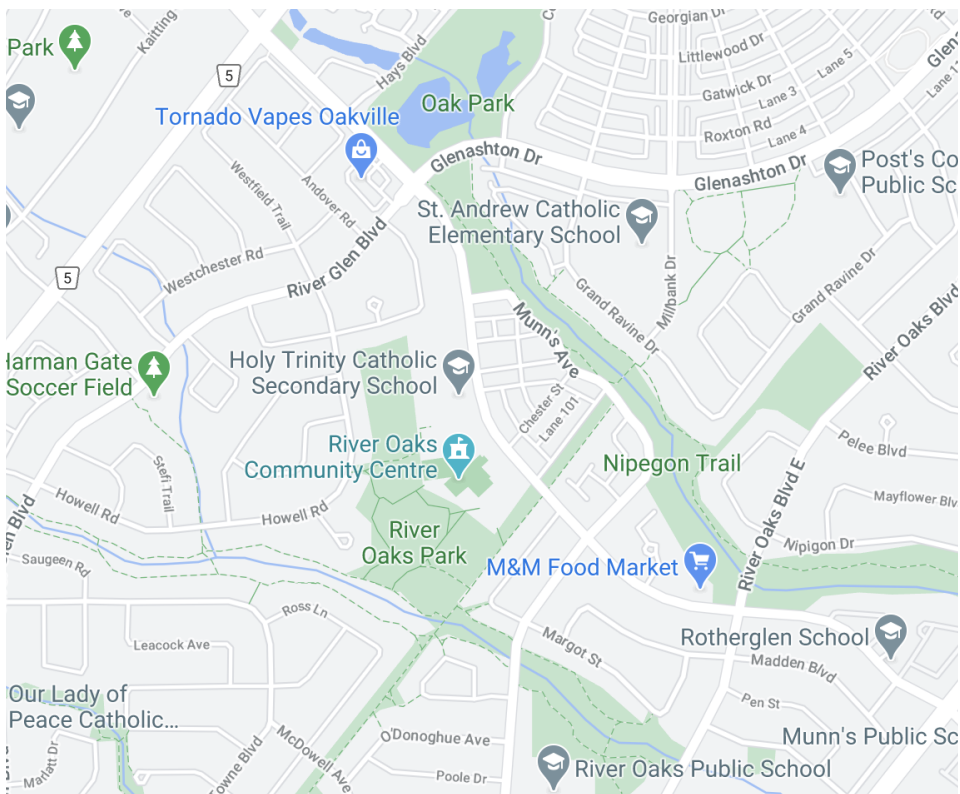 Georgian Dr
Kaitting
Park
Hays Blvd
Littlewood Dr
Glena
Lane 5
5
Gatwick Dr
Lane 3
Lane 11
Oak Park
Tornado Vapes Oakville
Roxton Rd
Lane 4
Glenashton Dr
Glenashton Dr
Post's Co
Public Sc
Westfield Trail
Andover Rd
St. Andrew Catholic
Elementary School
River Glen Blvd
Westchester Rd
5
Millbank Dr
Grand Ravine Dr
Grand Ravine Dr
Munn's Ave
River Oaks Blvd
Harman Gate
Soccer Field
Holy Trinity Catholic
Secondary School
Chester St
Lane 101
River Oaks
Community Centre
Nipegon Trail
Pelee Blvd
Stefi Trail
Howell Rd
Howell Rd
en Blvd
Mayflower Blv
River Oaks Blvd E
River
Oaks Park
Nipigon Dr
Saugeen Rd
M&M Food Market
Ross Ln
Leacock Ave
Margot St
Rotherglen School
Madden Blvd
Our Lady of
Peace Catholic...
Pen St
McDowell Ave
O'Donoghue Ave
Munn's Public Sc
Marlatt Dr
owne Blvd
Poole Dr
River Oaks Public School